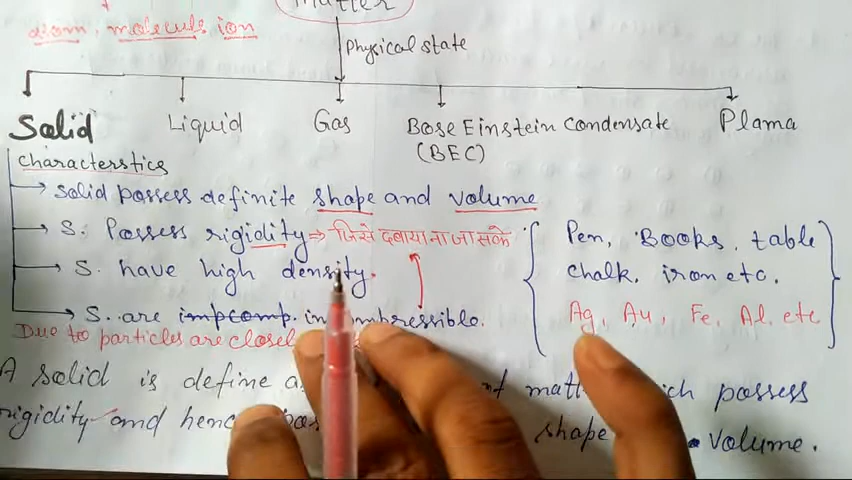 matter
atom, molecule, ion
Physical state
Solid Liquid Gas Bose Einstein Condensate Plama
(BEC)
characterstics
Solid possess definite shape and volume
S. Possess rigidity ⇒ जिसे दबाया ना जा सके
S. have high density.
S. are impcomp. incompressible.
Due to particles are closel
Pen, Books, table
chalk, iron etc.
Ag, Au, Fe, Al, etc
A solid is define a which possess
rigidity and henc shape volume.